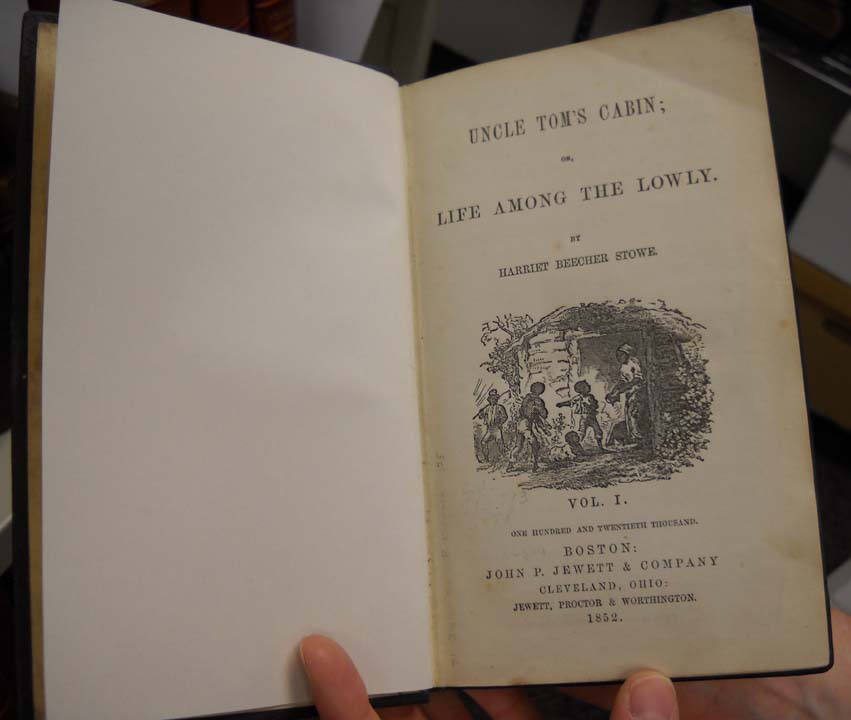 UNCLE TOM'S CABIN;
OR,
LIFE AMONG THE LOWLY.
BY
HARRIET BEECHER STOWE.
VOL. I.
ONE HUNDRED AND TWENTIETH THOUSAND.
BOSTON:
JOHN P. JEWETT & COMPANY
CLEVELAND, OHIO:
JEWETT, PROCTOR & WORTHINGTON.
1852.